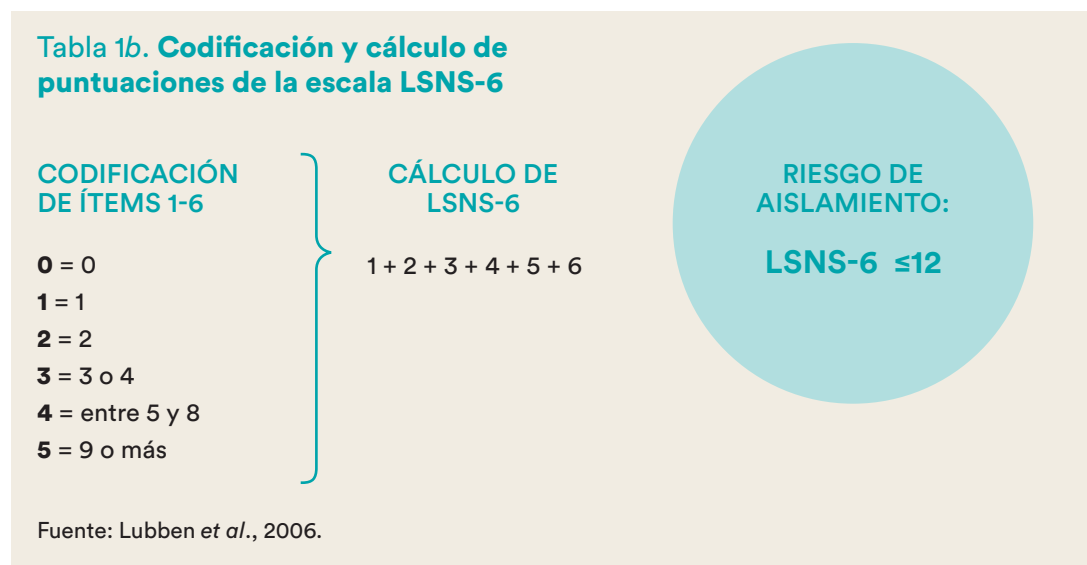 Tabla 1b. Codificación y cálculo de
puntuaciones de la escala LSNS-6
CODIFICACIÓN
DE ÍTEMS 1-6
0 = 0
1 = 1
2 = 2
3 = 3 o 4
4 = entre 5 y 8
5 = 9 o más
CÁLCULO DE
LSNS-6
1 + 2 + 3 + 4 + 5 + 6
RIESGO DE
AISLAMIENTO:
LSNS-6 ≤12
Fuente: Lubben et al., 2006.